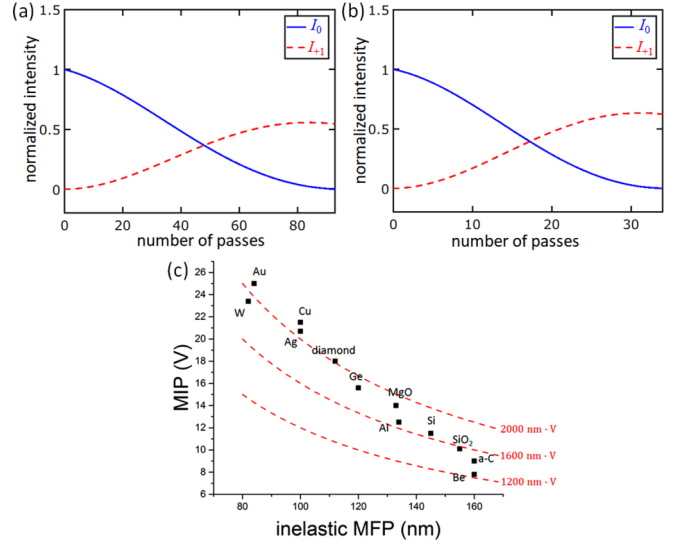 (a)
1.5
1
0.5
0
normalized intensity
I₀
I₊₁
0 20 40 60 80
number of passes
(b)
1.5
1
0.5
0
normalized intensity
I₀
I₊₁
0 10 20 30
number of passes
(c)
26
24
22
20
18
16
14
12
10
8
6
MIP (V)
Au
W
Cu
Ag
diamond
Ge
MgO
Al
Si
SiO₂
a-C
Be
2000 nm · V
1600 nm · V
1200 nm · V
80 100 120 140 160
inelastic MFP (nm)